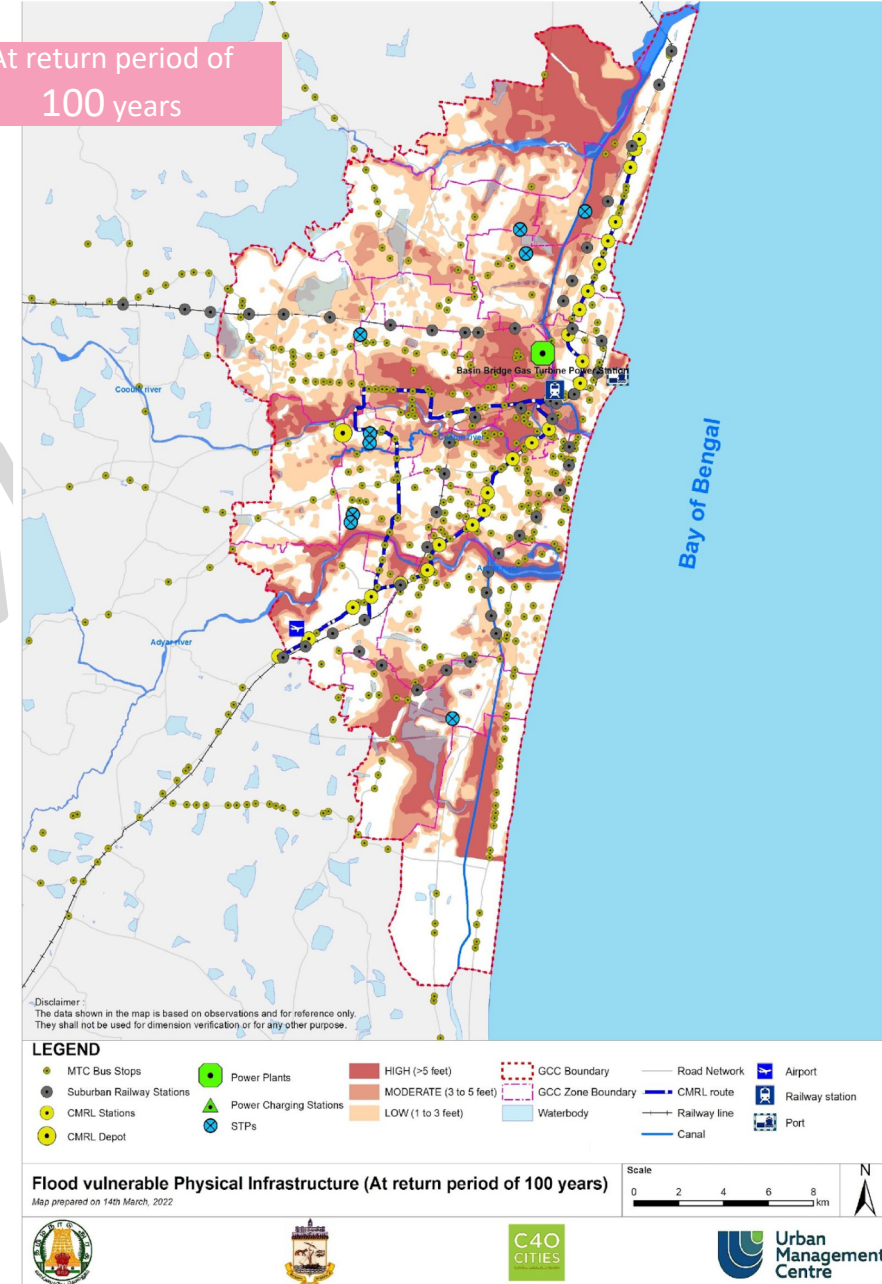 At return period of
100 years
Cooum river
Basin Bridge Gas Turbine Power Station
Bay of Bengal
Adyar river
Disclaimer :
The data shown in the map is based on observations and for reference only.
They shall not be used for dimension verification or for any other purpose.
LEGEND
MTC Bus Stops
Suburban Railway Stations
CMRL Stations
CMRL Depot
Power Plants
Power Charging Stations
STPs
HIGH (>5 feet)
MODERATE (3 to 5 feet)
LOW (1 to 3 feet)
GCC Boundary
GCC Zone Boundary
Waterbody
Road Network
CMRL route
Railway line
Canal
Airport
Railway station
Port
Flood vulnerable Physical Infrastructure (At return period of 100 years)
Map prepared on 14th March, 2022
Scale
0 2 4 6 8
km
N
C40
CITIES
Urban
Management
Centre